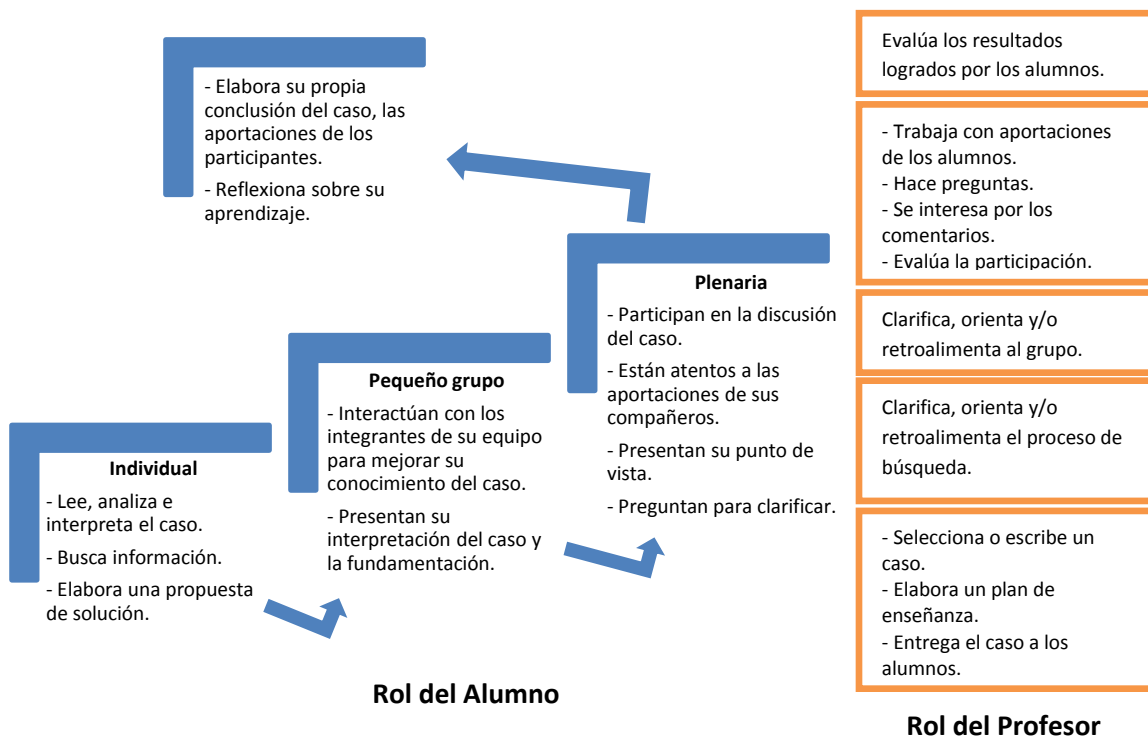 - Elabora su propia
conclusión del caso, las
aportaciones de los
participantes.
- Reflexiona sobre su
aprendizaje.
Individual
- Lee, analiza e
interpreta el caso.
- Busca información.
- Elabora una propuesta
de solución.
Pequeño grupo
- Interactúan con los
integrantes de su equipo
para mejorar su
conocimiento del caso.
- Presentan su
interpretación del caso y
la fundamentación.
Plenaria
- Participan en la discusión
del caso.
- Están atentos a las
aportaciones de sus
compañeros.
- Presentan su punto de
vista.
- Preguntan para clarificar.
Rol del Alumno
Evalúa los resultados
logrados por los alumnos.
- Trabaja con aportaciones
de los alumnos.
- Hace preguntas.
- Se interesa por los
comentarios.
- Evalúa la participación.
Clarifica, orienta y/o
retroalimenta al grupo.
Clarifica, orienta y/o
retroalimenta el proceso de
búsqueda.
- Selecciona o escribe un
caso.
- Elabora un plan de
enseñanza.
- Entrega el caso a los
alumnos.
Rol del Profesor